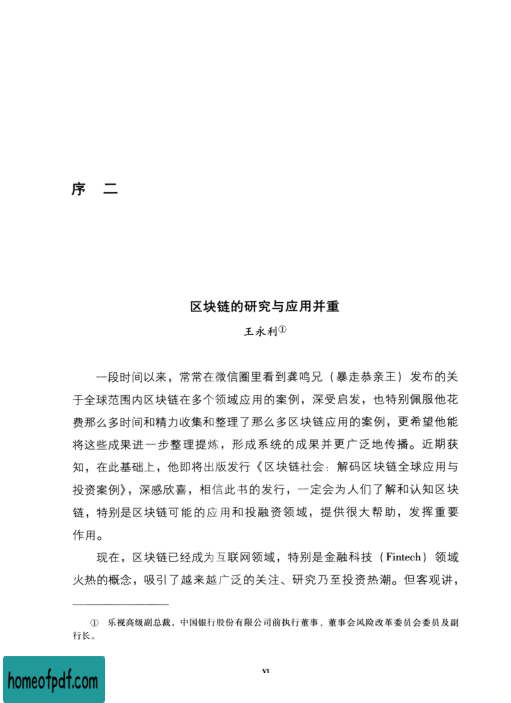 序 二
区块链的研究与应用并重
王永利①
一段时间以来，常常在微信圈里看到龚鸣兄（暴走恭亲王）发布的关
于全球范围内区块链在多个领域应用的案例，深受启发，也特别佩服他花
费那么多时间和精力收集和整理了那么多区块链应用的案例，更希望他能
将这些成果进一步整理提炼，形成系统的成果并更广泛地传播。近期获
知，在此基础上，他即将出版发行《区块链社会：解码区块链全球应用与
投资案例》，深感欣喜，相信此书的发行，一定会为人们了解和认知区块
链，特别是区块链可能的应用和投融资领域，提供很大帮助，发挥重要
作用。
现在，区块链已经成为互联网领域，特别是金融科技（Fintech）领域
火热的概念，吸引了越来越广泛的关注、研究乃至投资热潮。但客观讲，
① 乐视高级副总裁，中国银行股份有限公司前执行董事、董事会风险政策委员会委员及副
行长。
VI
homeofpdf.com